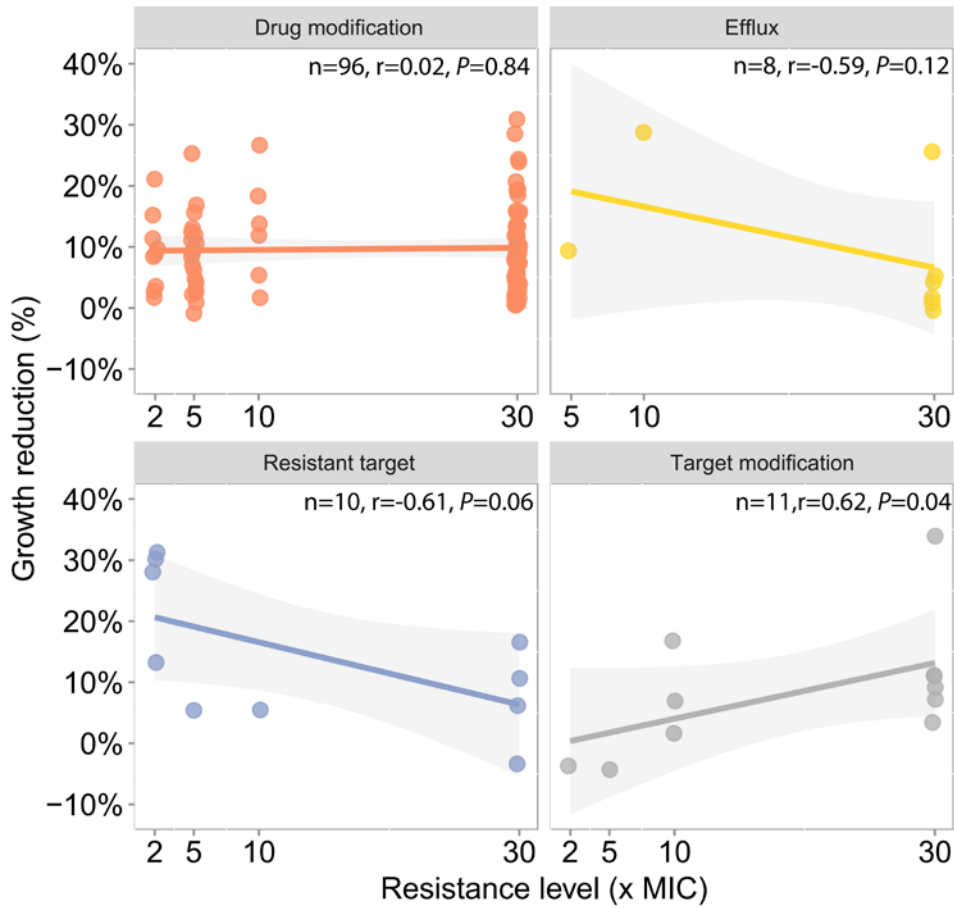 Drug modification
n=96, r=0.02, P=0.84
Efflux
n=8, r=-0.59, P=0.12
40%
30%
20%
10%
0%
−10%
2 5 10 30
5 10 30
Resistant target
n=10, r=-0.61, P=0.06
Target modification
n=11,r=0.62, P=0.04
40%
30%
20%
10%
0%
−10%
2 5 10 30
2 5 10 30
Growth reduction (%)
Resistance level (x MIC)